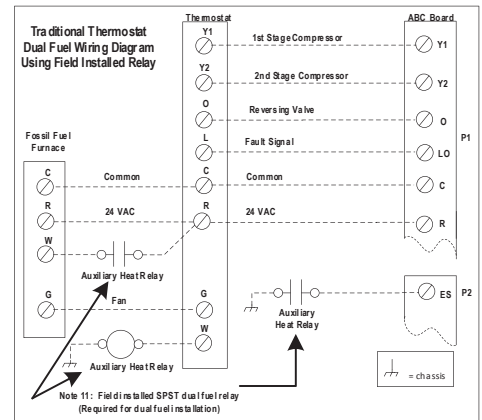 Traditional Thermostat
Dual Fuel Wiring Diagram
Using Field Installed Relay
Thermostat
ABC Board
Y1
1st Stage Compressor
Y1
Y2
2nd Stage Compressor
Y2
O
Reversing Valve
O
P1
L
Fault Signal
LO
Fossil Fuel
Furnace
C
Common
C
Common
C
R
24 VAC
R
24 VAC
R
W
Auxiliary Heat Relay
G
Fan
G
Auxiliary
Heat Relay
ES
P2
W
Auxiliary Heat Relay
= chassis
Note 11: Field installed SPST dual fuel relay
(Required for dual fuel installation)